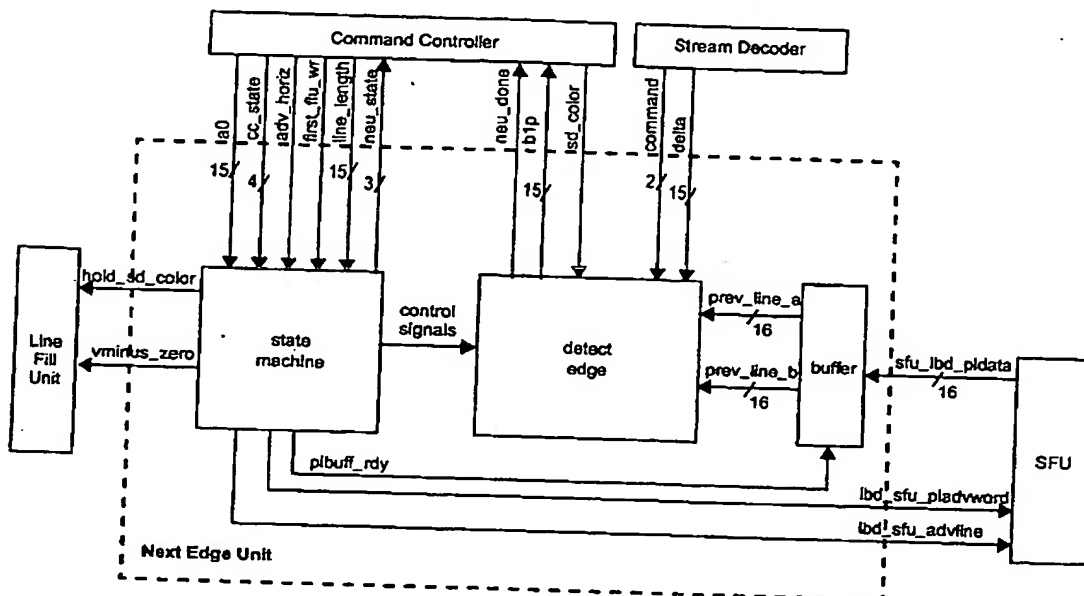 Command Controller
Stream Decoder
a0
cc_state
adv_horiz
first_flu_wr
line_length
neu_state
neu_done
b1p
sd_color
command
delta
15
4
15
3
15
2
15
hold_sd_color
vminus_zero
Line
Fill
Unit
state
machine
control
signals
detect
edge
prev_line_a
16
prev_line_b
16
buffer
sfu_lbd_pldata
16
SFU
plbuff_rdy
lbd_sfu_pladvword
lbd_sfu_advline
Next Edge Unit